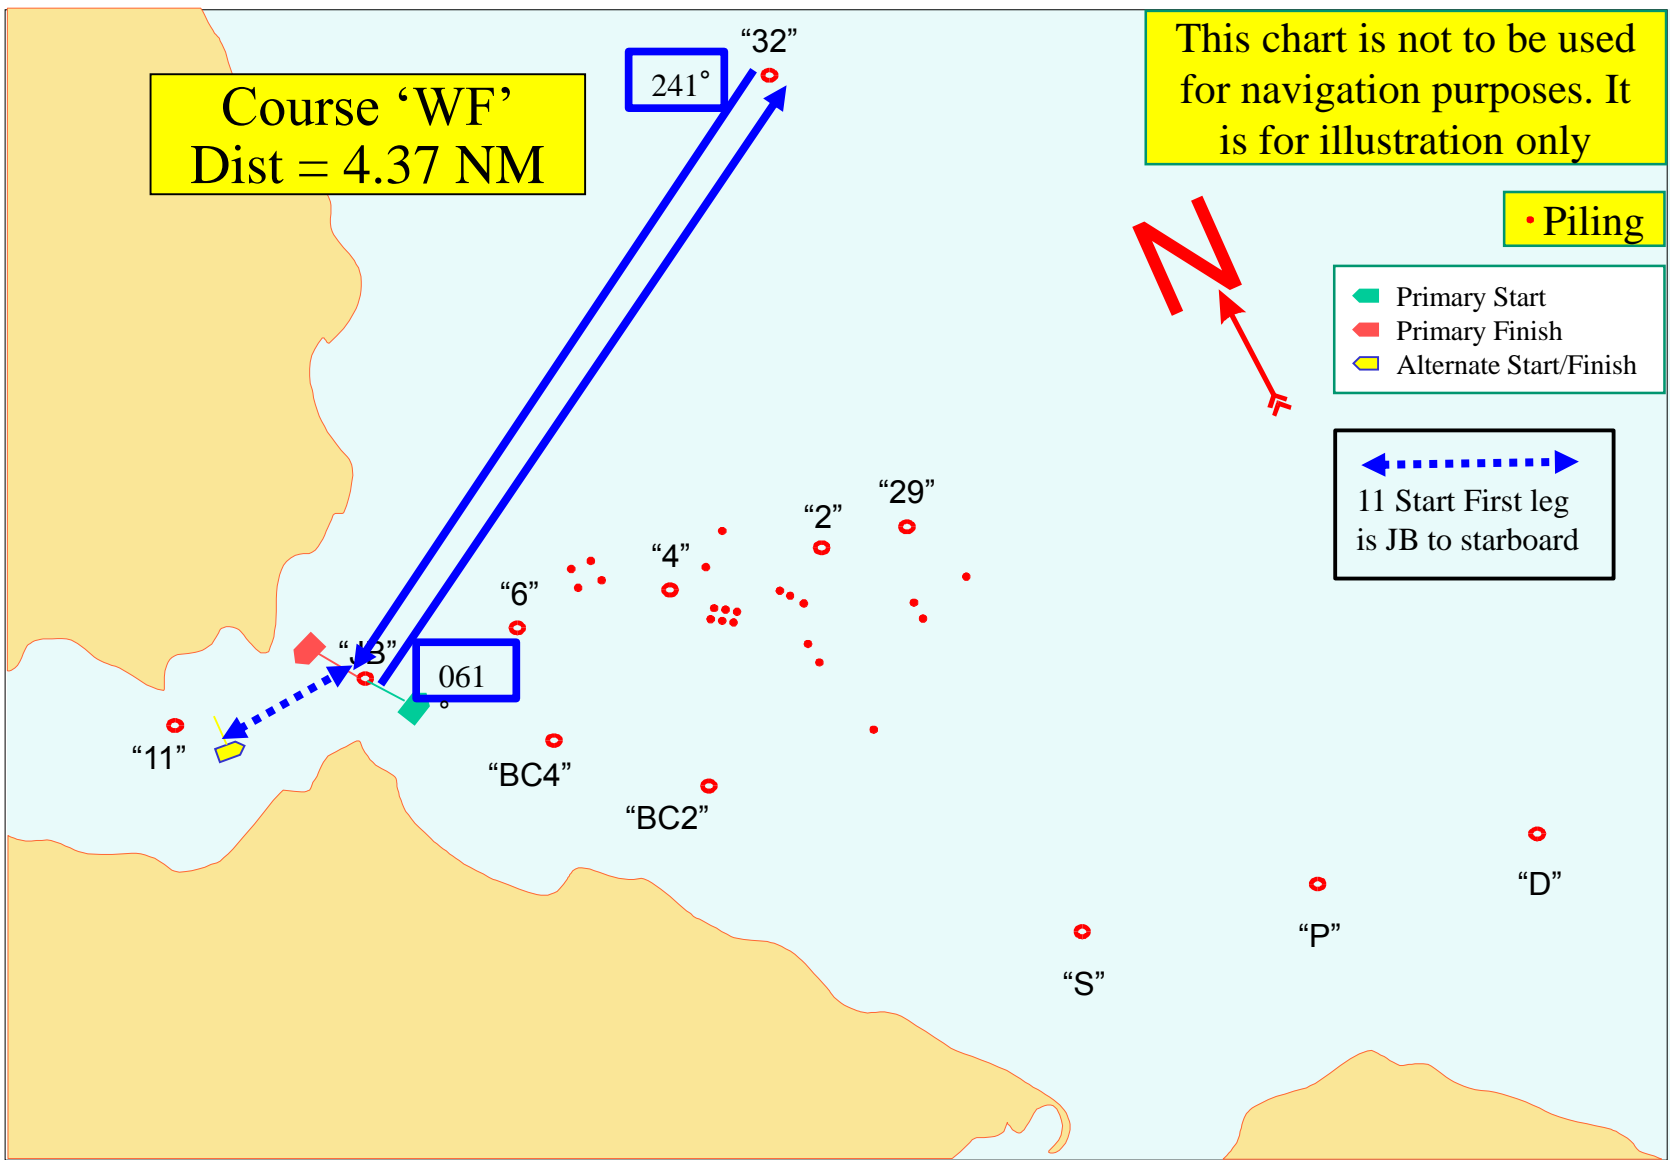 “32”
241°
Course ‘WF’
Dist = 4.37 NM
This chart is not to be used
for navigation purposes. It
is for illustration only
N
Piling
Primary Start
Primary Finish
Alternate Start/Finish
11 Start First leg
is JB to starboard
“29”
“2”
“4”
“6”
“JB”
061
°
“11”
“BC4”
“BC2”
“D”
“P”
“S”